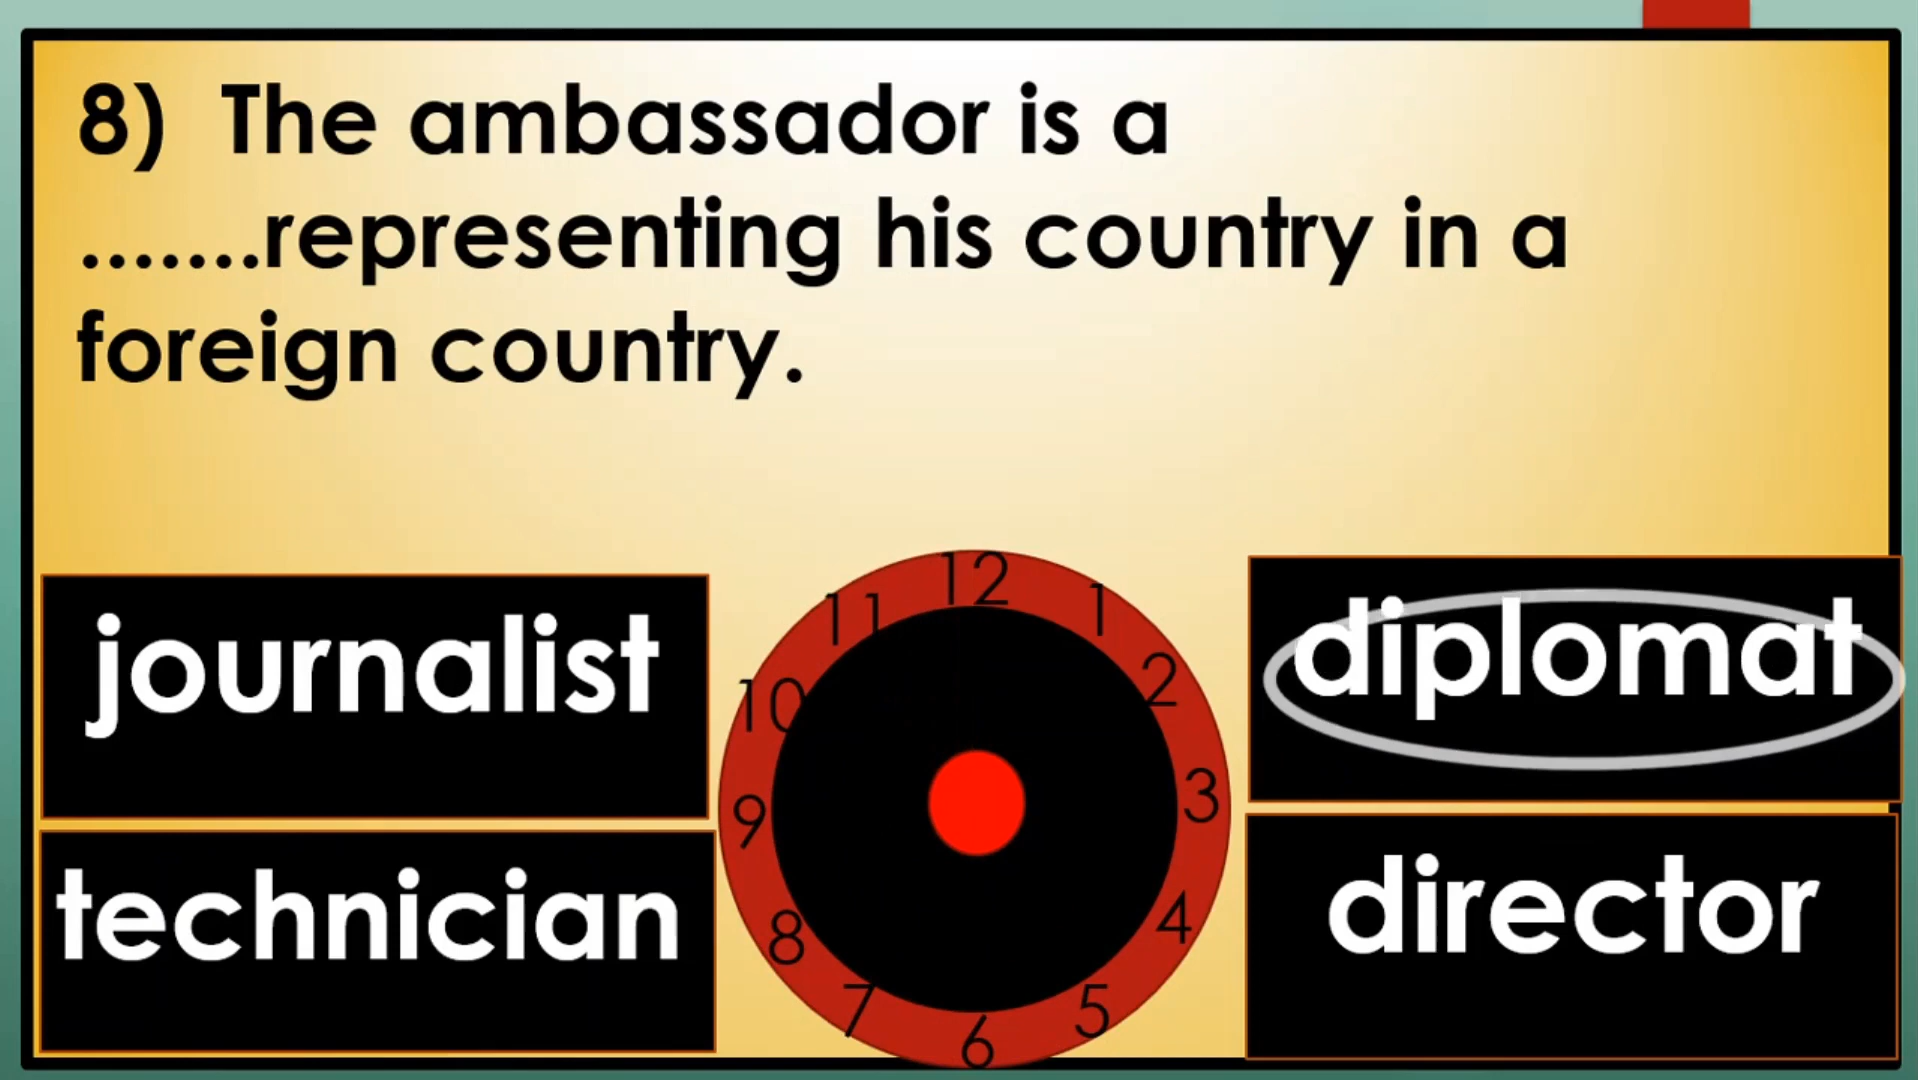 8) The ambassador is a
.......representing his country in a
foreign country.
journalist
diplomat
technician
director
12
1
2
3
4
5
6
7
8
9
10
11